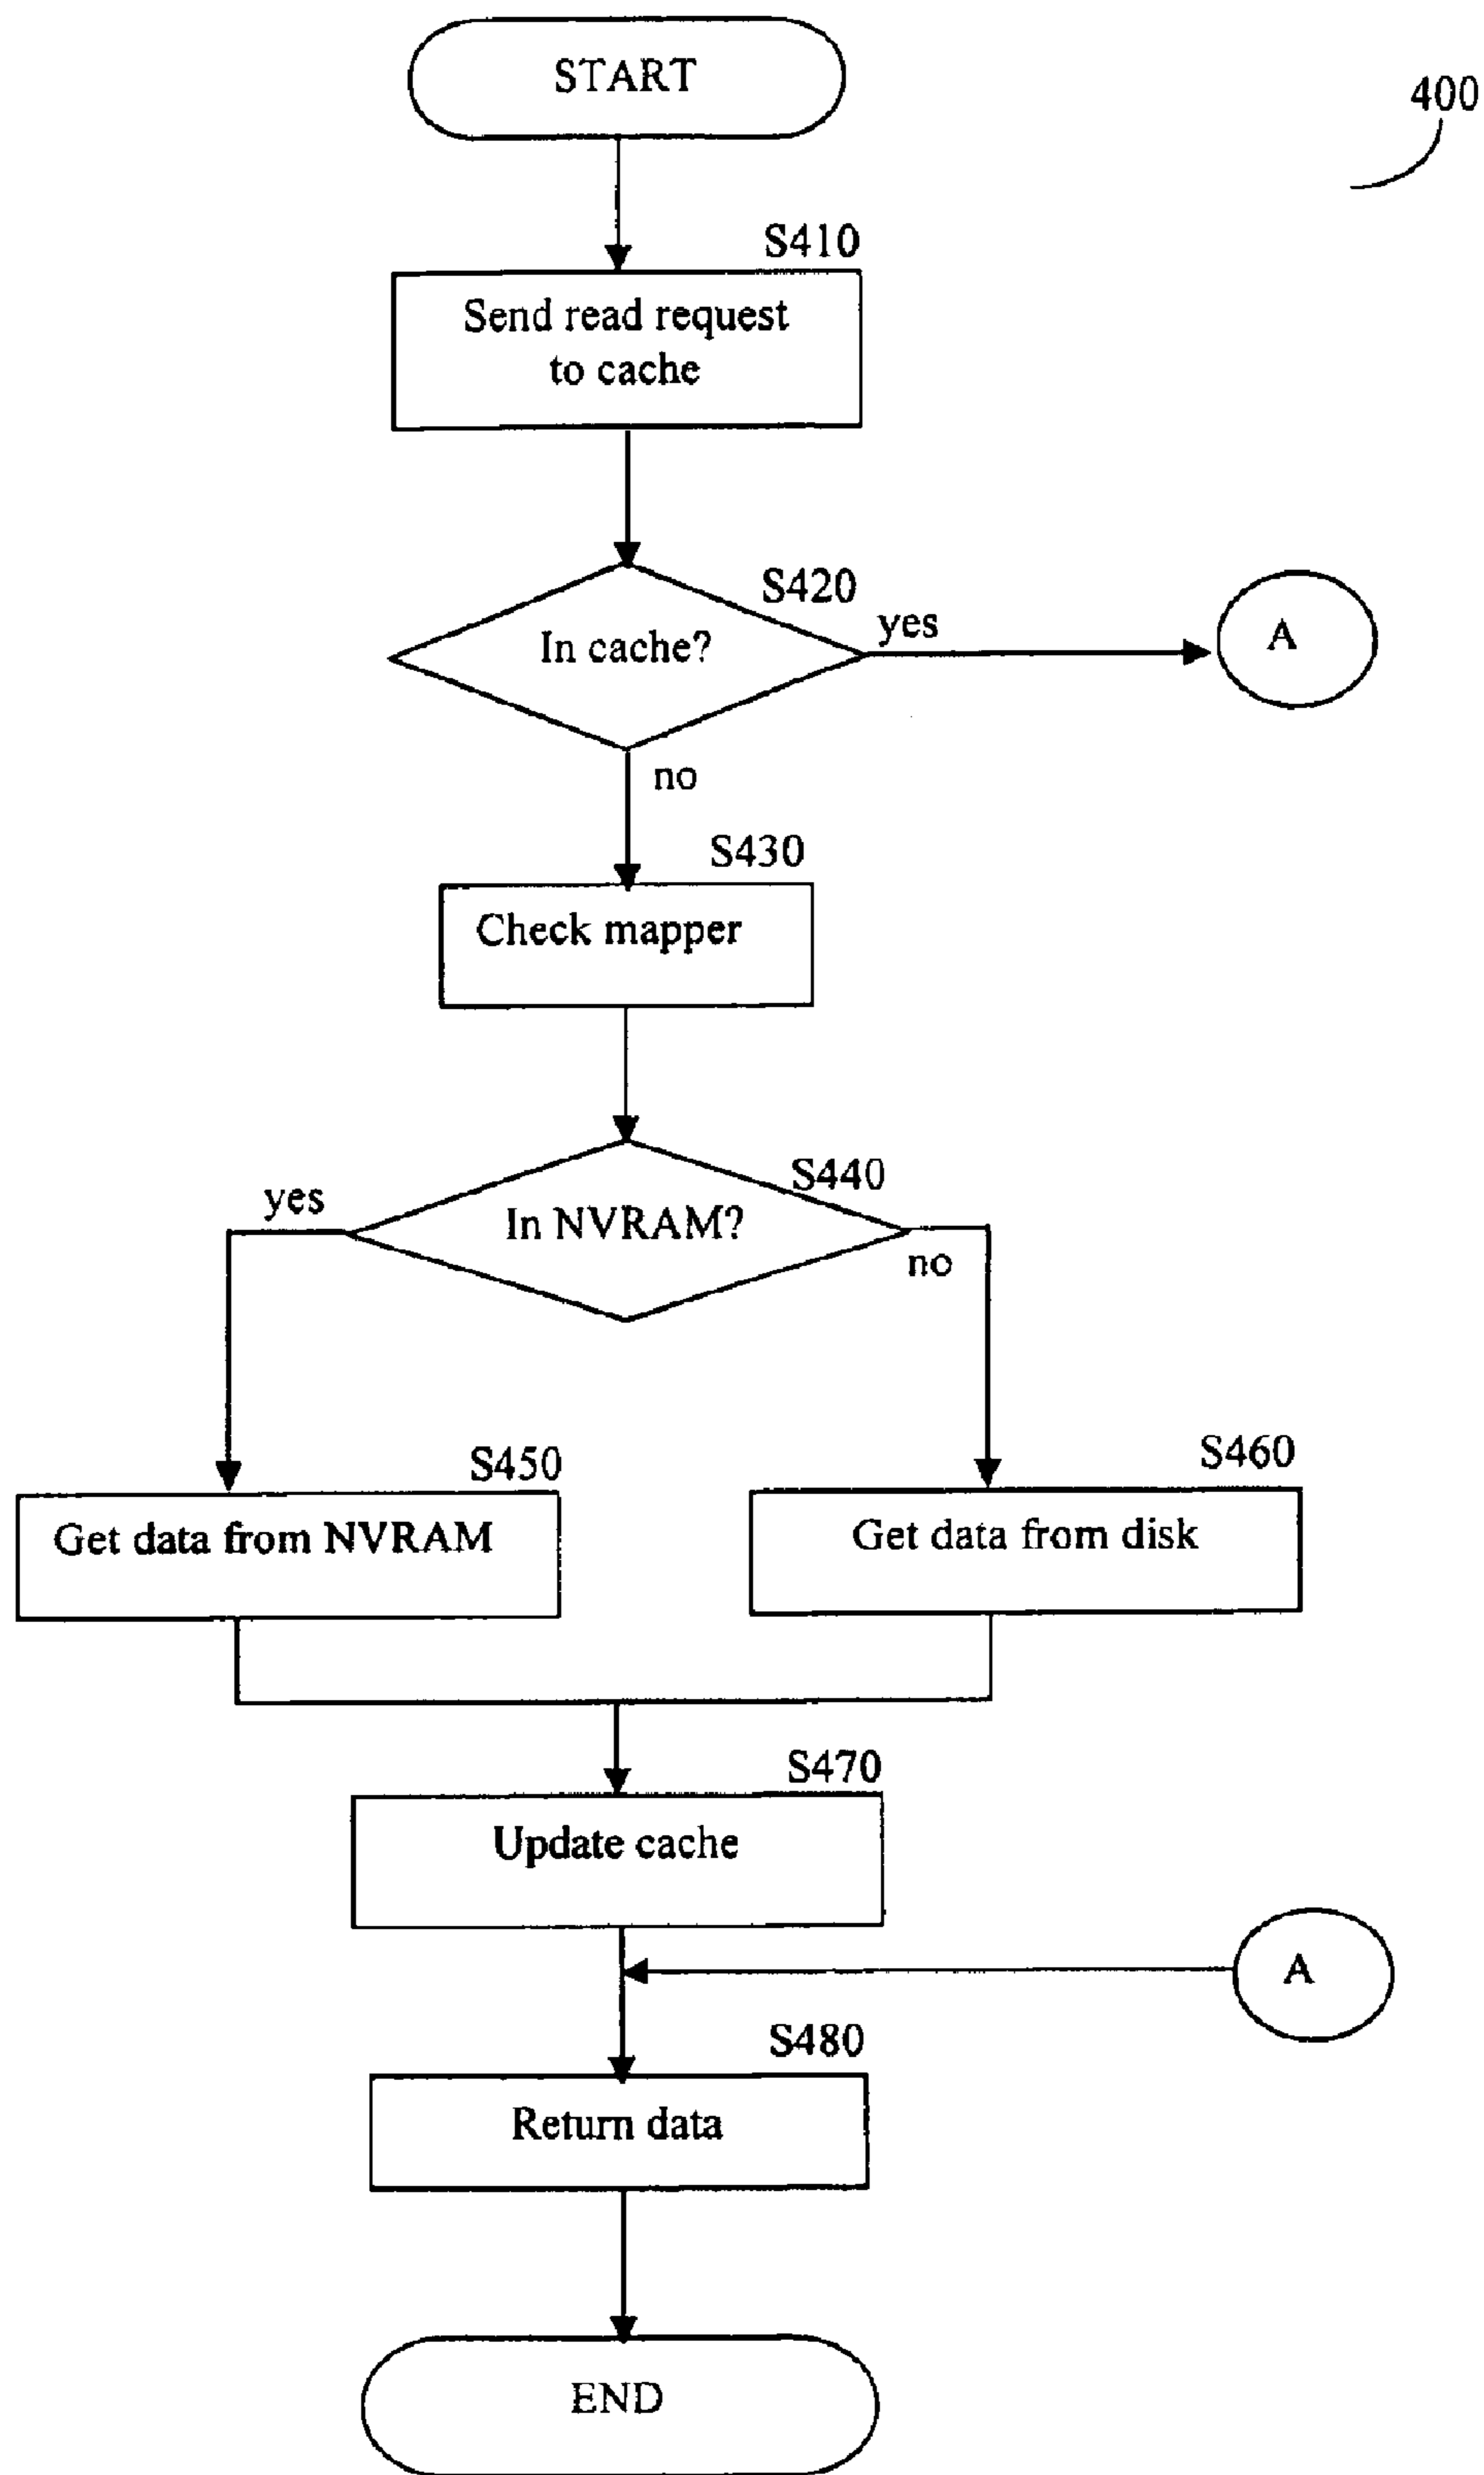 START
400
S410
Send read request
to cache
S420
In cache?
yes
A
no
S430
Check mapper
S440
yes
In NVRAM?
no
S450
S460
Get data from NVRAM
Get data from disk
S470
Update cache
A
S480
Return data
END